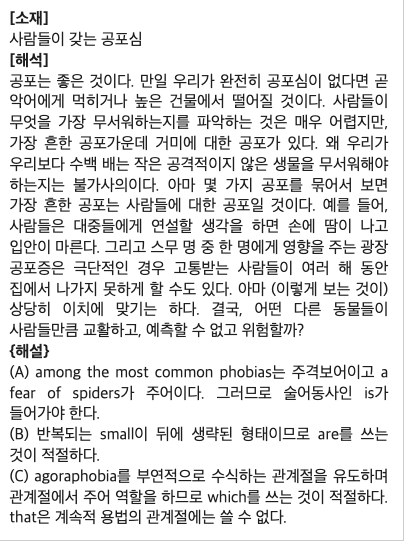 [소재]
사람들이 갖는 공포심
[해석]
공포는 좋은 것이다. 만일 우리가 완전히 공포심이 없다면 곧
악어에게 먹히거나 높은 건물에서 떨어질 것이다. 사람들이
무엇을 가장 무서워하는지를 파악하는 것은 매우 어렵지만,
가장 흔한 공포가운데 거미에 대한 공포가 있다. 왜 우리가
우리보다 수백 배는 작은 공격적이지 않은 생물을 무서워해야
하는지는 불가사의이다. 아마 몇 가지 공포를 묶어서 보면
가장 흔한 공포는 사람들에 대한 공포일 것이다. 예를 들어,
사람들은 대중들에게 연설할 생각을 하면 손에 땀이 나고
입안이 마른다. 그리고 스무 명 중 한 명에게 영향을 주는 광장
공포증은 극단적인 경우 고통받는 사람들이 여러 해 동안
집에서 나가지 못하게 할 수도 있다. 아마 (이렇게 보는 것이)
상당히 이치에 맞기는 하다. 결국, 어떤 다른 동물들이
사람들만큼 교활하고, 예측할 수 없고 위험할까?
{해설}
(A) among the most common phobias는 주격보어이고 a
fear of spiders가 주어이다. 그러므로 술어동사인 is가
들어가야 한다.
(B) 반복되는 small이 뒤에 생략된 형태이므로 are를 쓰는
것이 적절하다.
(C) agoraphobia를 부연적으로 수식하는 관계절을 유도하며
관계절에서 주어 역할을 하므로 which를 쓰는 것이 적절하다.
that은 계속적 용법의 관계절에는 쓸 수 없다.